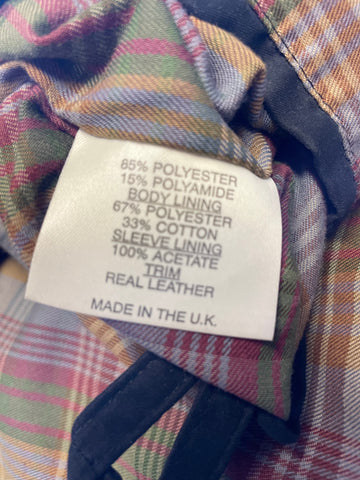 85% POLYESTER
15% POLYAMIDE
BODY LINING
67% POLYESTER
33% COTTON
SLEEVE LINING
100% ACETATE
TRIM
REAL LEATHER
MADE IN THE U.K.